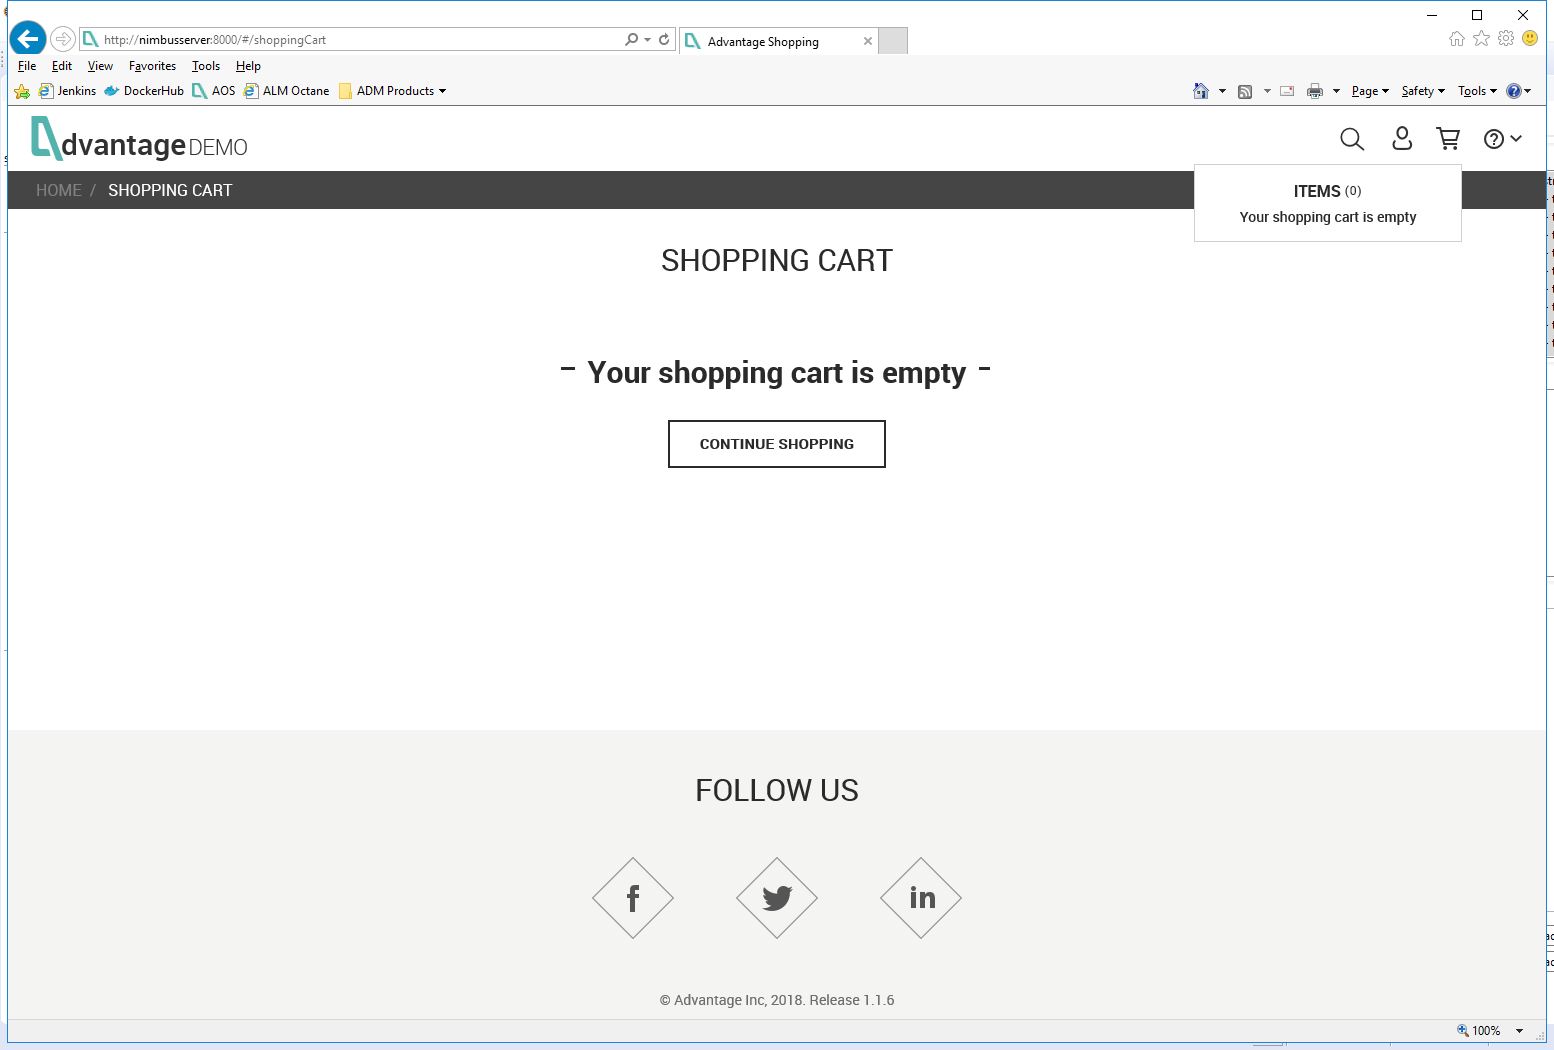 http://nimbusserver:8000/#/shoppingCart
Advantage Shopping
File Edit View Favorites Tools Help
Jenkins DockerHub AOS ALM Octane ADM Products
Page Safety Tools
dvantage DEMO
HOME / SHOPPING CART
ITEMS (0)
Your shopping cart is empty
SHOPPING CART
- Your shopping cart is empty -
CONTINUE SHOPPING
FOLLOW US
f
in
© Advantage Inc, 2018. Release 1.1.6
100%